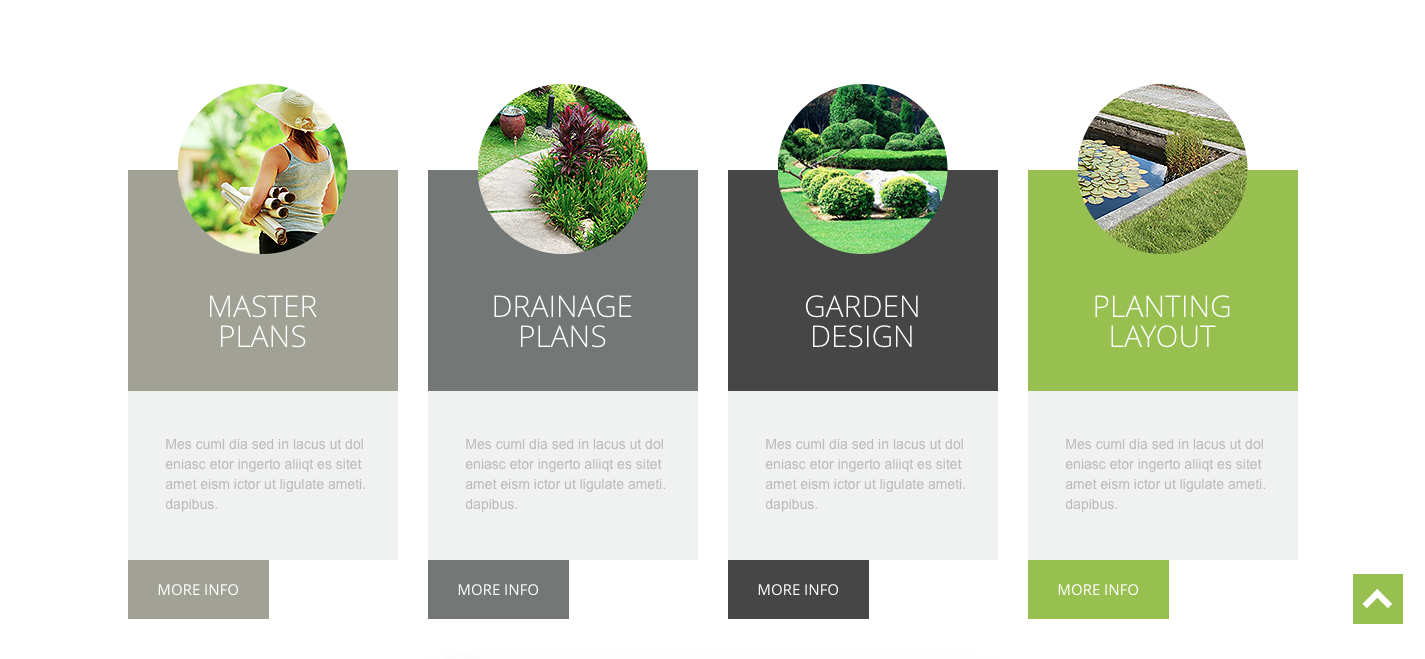 MASTER
PLANS
Mes cuml dia sed in lacus ut dol
eniasc etor ingerto aliiqt es sitet
amet eism ictor ut ligulate ameti.
dapibus.
MORE INFO
DRAINAGE
PLANS
Mes cuml dia sed in lacus ut dol
eniasc etor ingerto aliiqt es sitet
amet eism ictor ut ligulate ameti.
dapibus.
MORE INFO
GARDEN
DESIGN
Mes cuml dia sed in lacus ut dol
eniasc etor ingerto aliiqt es sitet
amet eism ictor ut ligulate ameti.
dapibus.
MORE INFO
PLANTING
LAYOUT
Mes cuml dia sed in lacus ut dol
eniasc etor ingerto aliiqt es sitet
amet eism ictor ut ligulate ameti.
dapibus.
MORE INFO